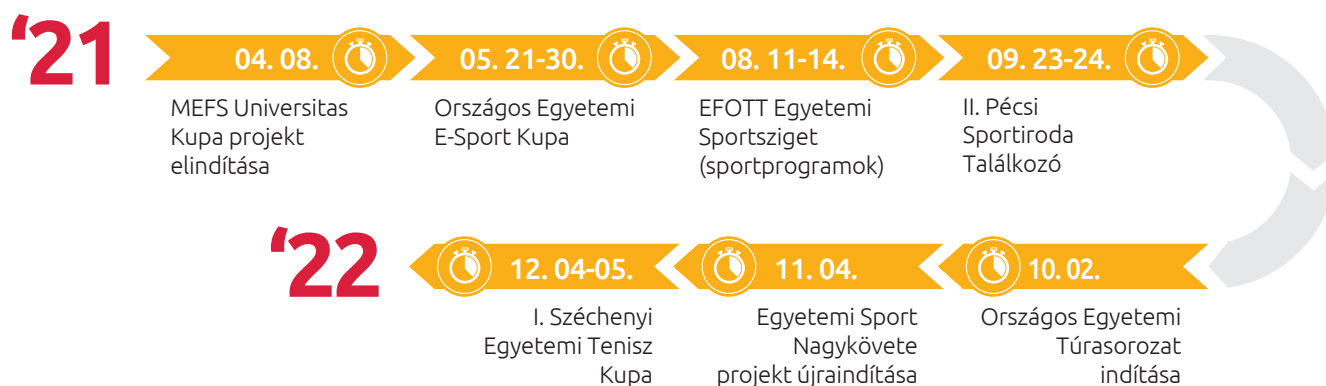 ‘21
04. 08.
05. 21-30.
08. 11-14.
09. 23-24.
MEFS Universitas
Kupa projekt
elindítása
Országos Egyetemi
E-Sport Kupa
EFOTT Egyetemi
Sportsziget
(sportprogramok)
II. Pécsi
Sportiroda
Találkozó
10. 02.
11. 04.
12. 04-05.
‘22
Országos Egyetemi
Túrasorozat
indítása
Egyetemi Sport
Nagykövete
projekt újraindítása
I. Széchenyi
Egyetemi Tenisz
Kupa